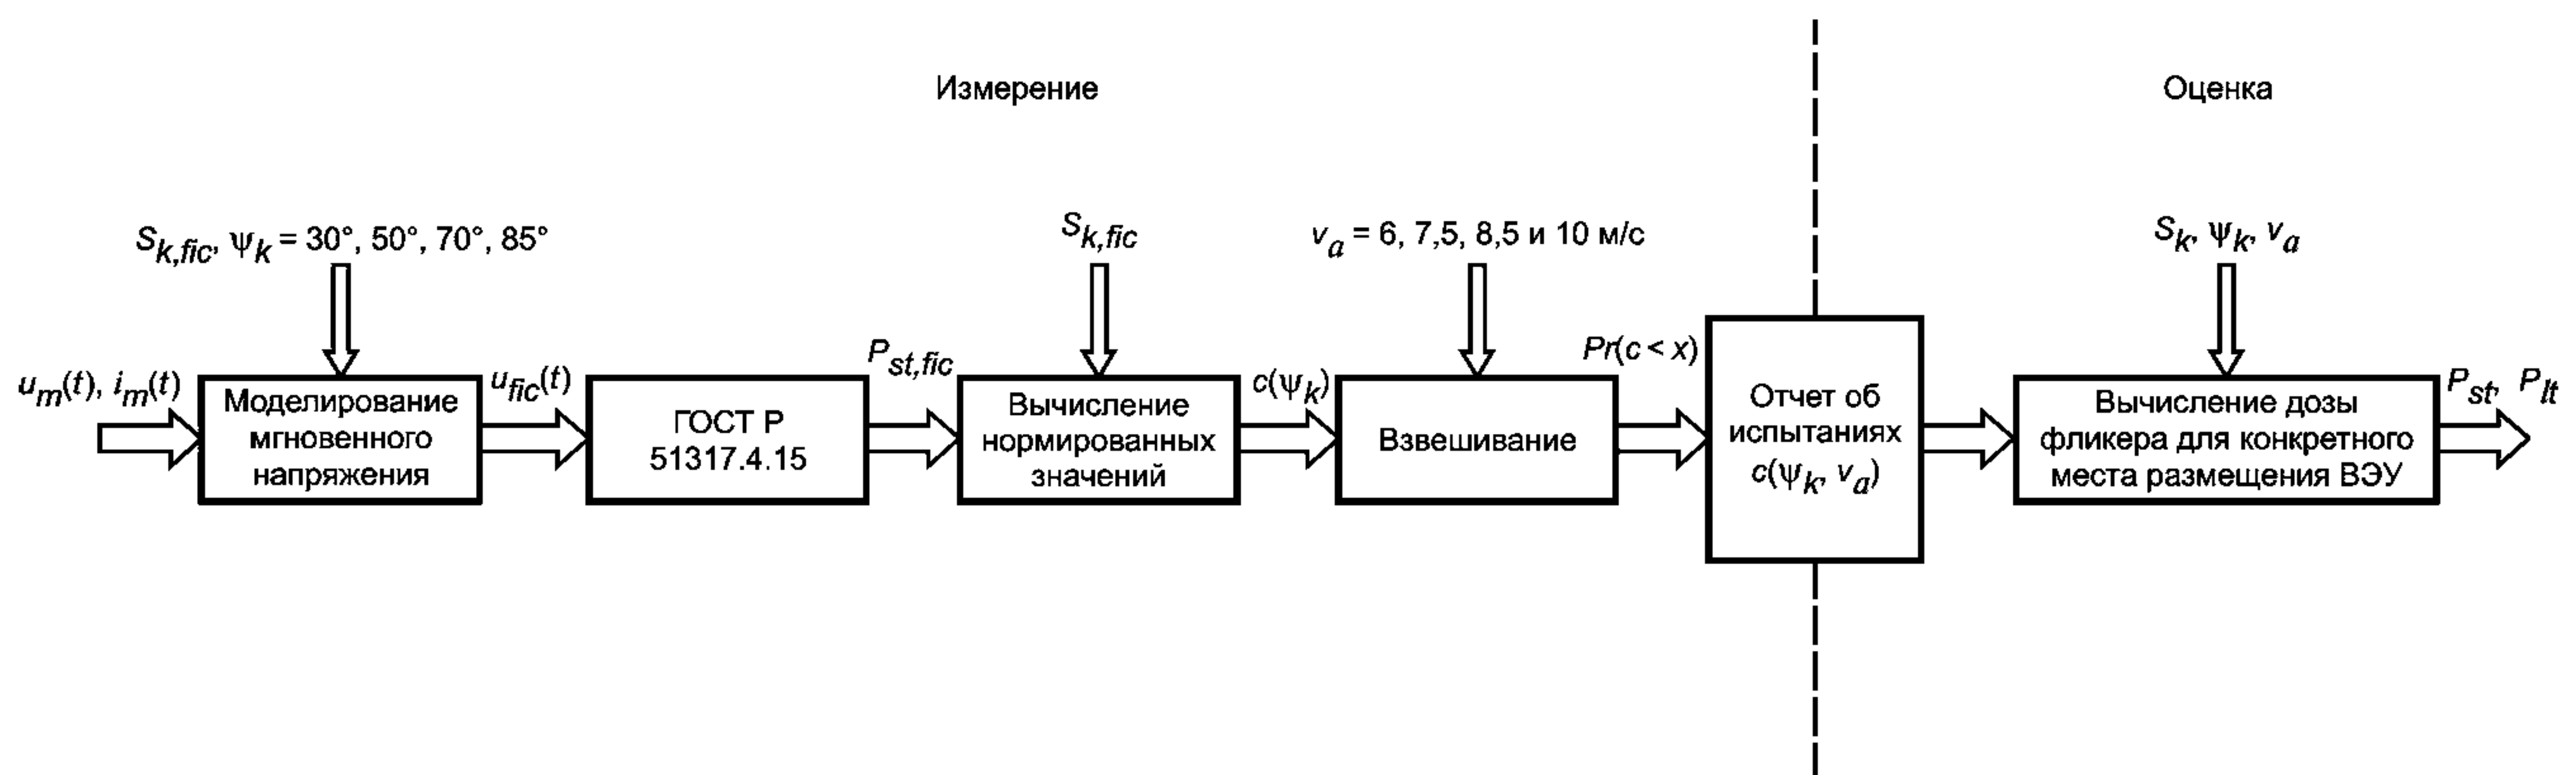 Измерение
Оценка
S_k,fic, ψ_k = 30°, 50°, 70°, 85°
S_k,fic
v_a = 6, 7,5, 8,5 и 10 м/с
S_k, ψ_k, v_a
u_m(t), i_m(t)
Моделирование
мгновенного
напряжения
u_fic(t)
ГОСТ Р
51317.4.15
P_st,fic
Вычисление
нормированных
значений
c(ψ_k)
Взвешивание
Pr(c < x)
Отчет об
испытаниях
c(ψ_k, v_a)
Вычисление дозы
фликера для конкретного
места размещения ВЭУ
P_st, P_lt